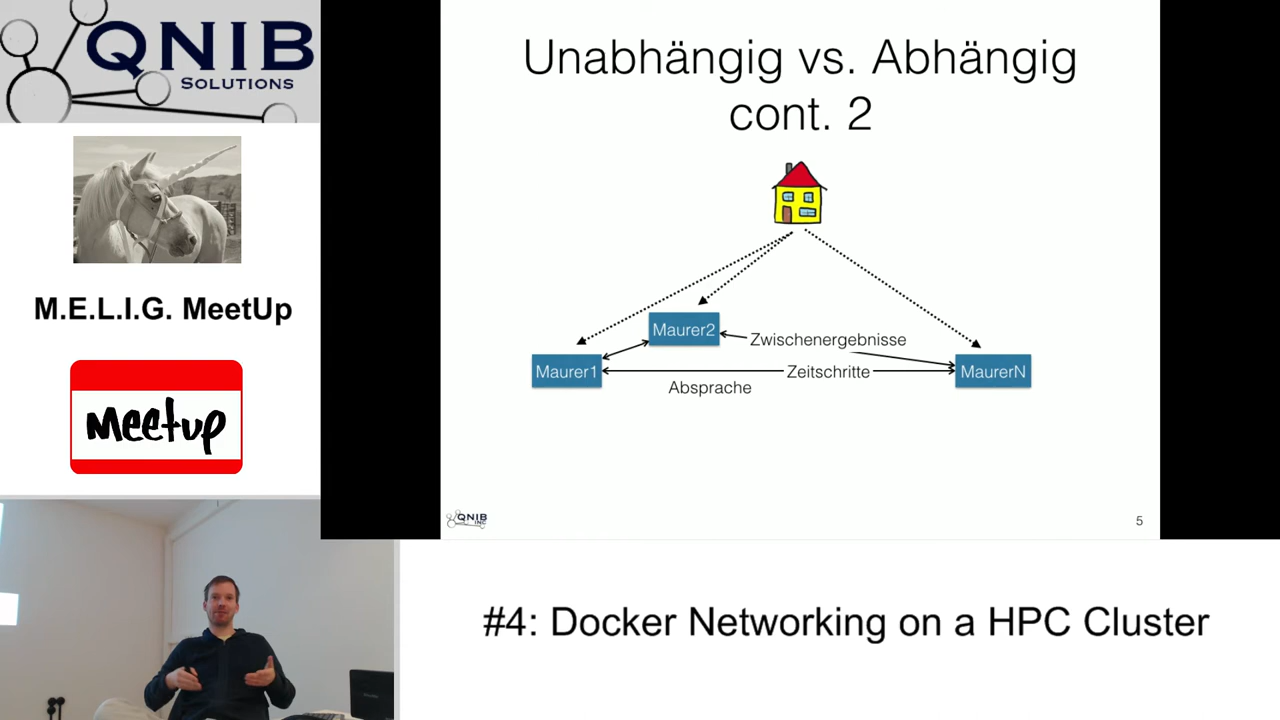 QNIB
SOLUTIONS
M.E.L.I.G. MeetUp
meetup
Unabhängig vs. Abhängig
cont. 2
Maurer2
Zwischenergebnisse
Maurer1
Zeitschritte
MaurerN
Absprache
QNIB
INC
5
#4: Docker Networking on a HPC Cluster